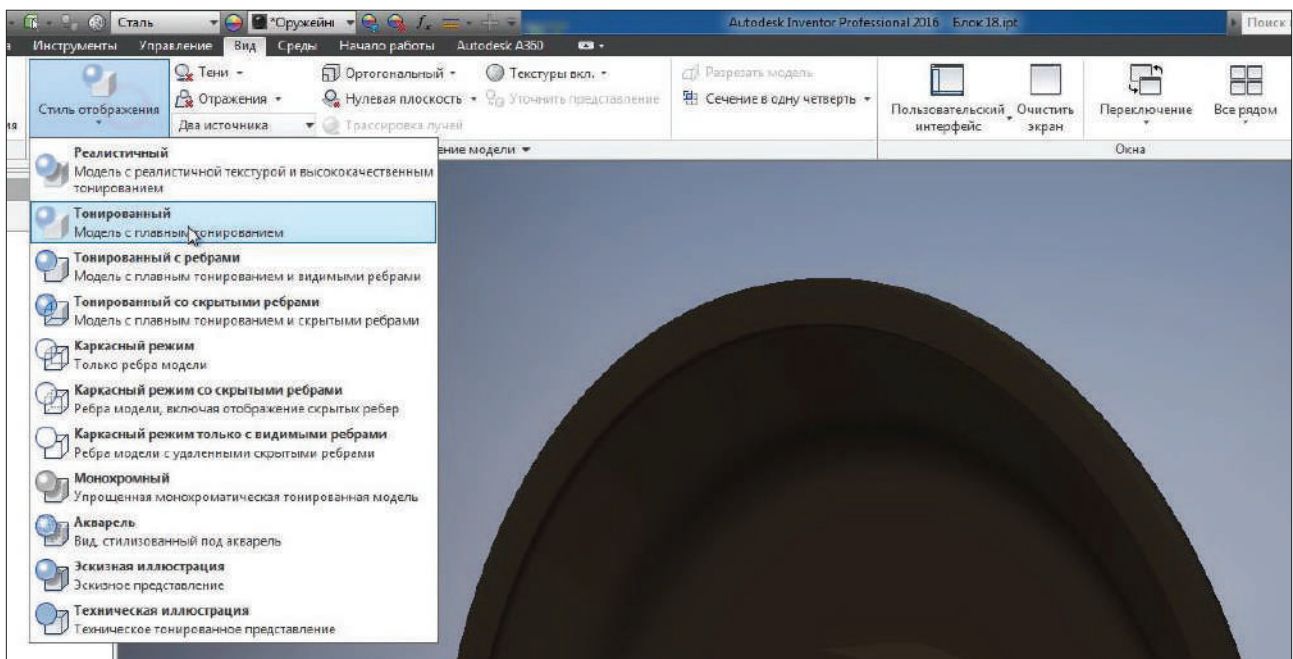 Сталь *Оружейн fx Autodesk Inventor Professional 2016 Блок 18.ipt Поиск
Инструменты Управление Вид Среды Начало работы Autodesk A360
Стиль отображения
Тени
Отражения
Два источника
Ортогональный
Нулевая плоскость
Трассировка лучей
Текстуры вкл.
Уточнить представление
Разрезать модель
Сечение в одну четверть
Пользовательский
интерфейс
Очистить
экран
Переключение
Все рядом
ение модели
Окна
Реалистичный
Модель с реалистичной текстурой и высококачественным
тонированием
Тонированный
Модель с плавным тонированием
Тонированный с ребрами
Модель с плавным тонированием и видимыми ребрами
Тонированный со скрытыми ребрами
Модель с плавным тонированием и скрытыми ребрами
Каркасный режим
Только ребра модели
Каркасный режим со скрытыми ребрами
Ребра модели, включая отображение скрытых ребер
Каркасный режим только с видимыми ребрами
Ребра модели с удаленными скрытыми ребрами
Монохромный
Упрощенная монохроматическая тонированная модель
Акварель
Вид, стилизованный под акварель
Эскизная иллюстрация
Эскизное представление
Техническая иллюстрация
Техническое тонированное представление